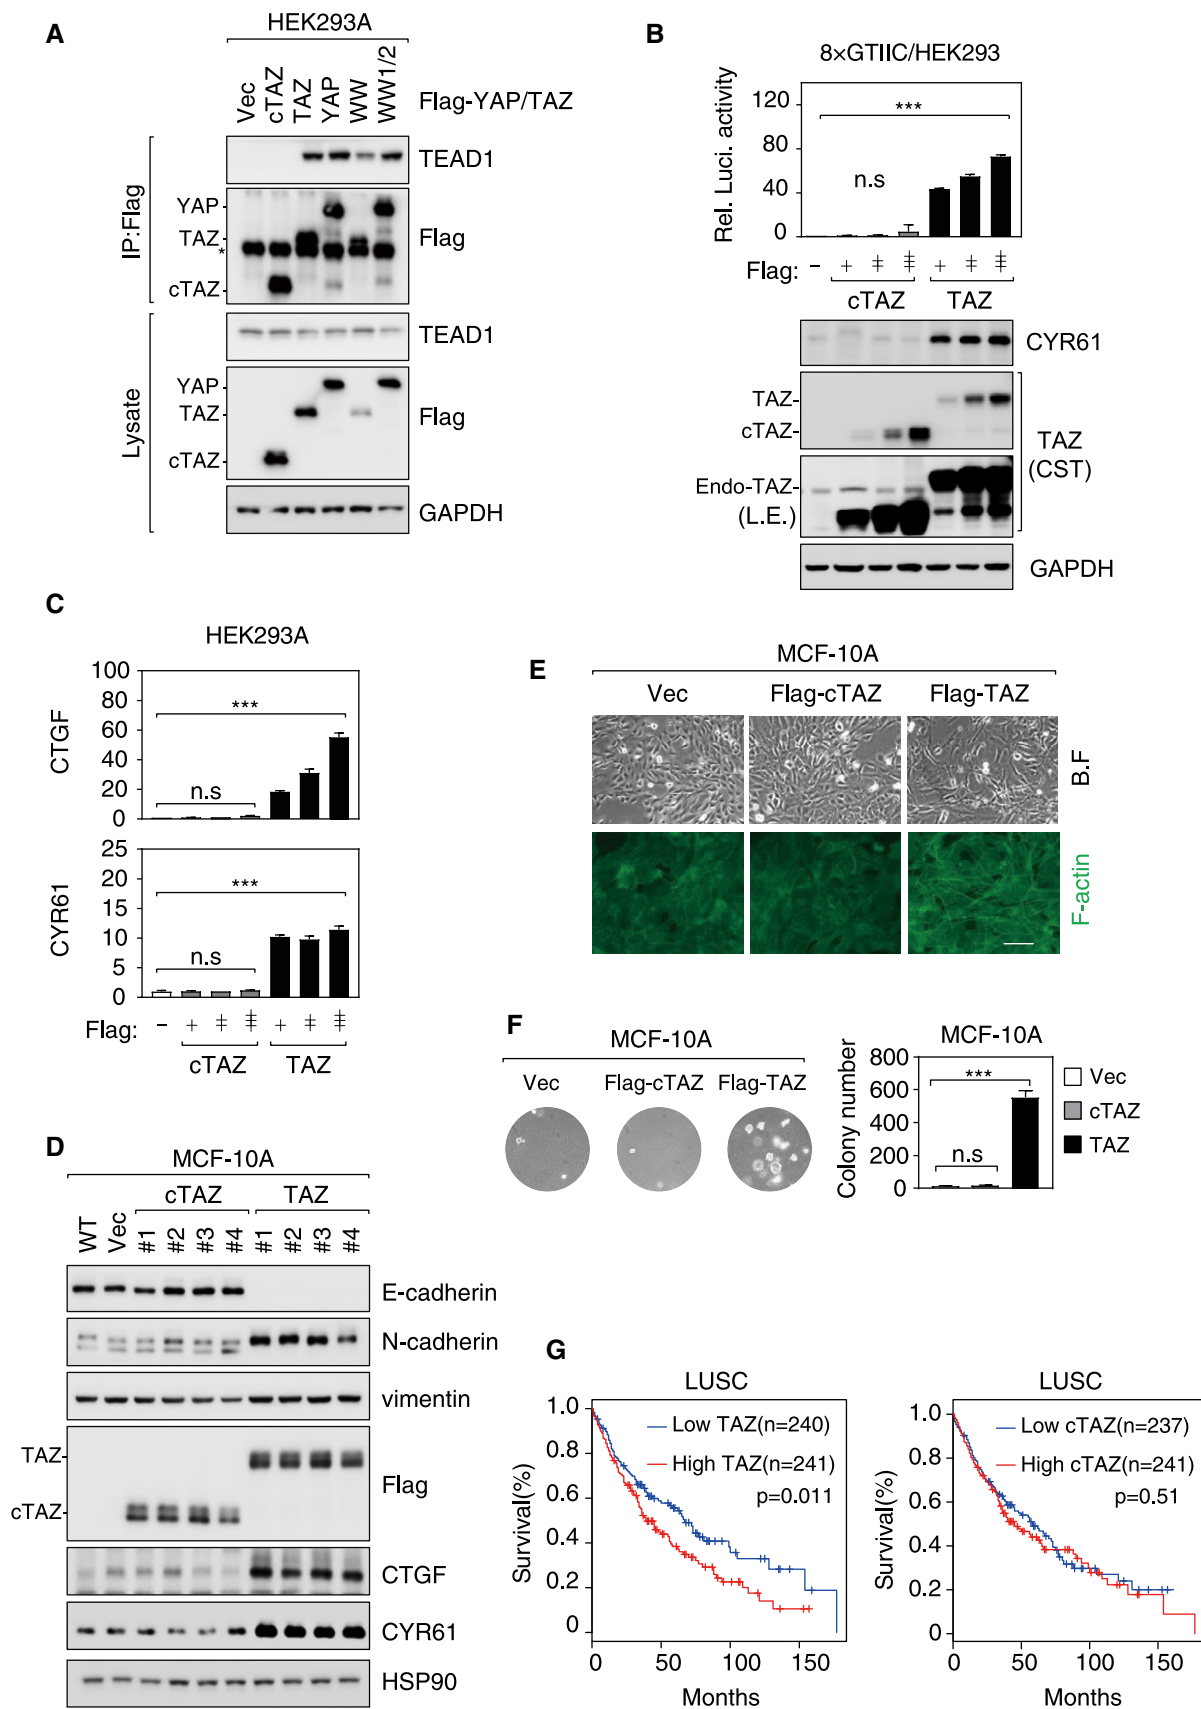 A
HEK293A
Vec
cTAZ
TAZ
YAP
WW
WW1/2
Flag-YAP/TAZ
IP:Flag
TEAD1
YAP
TAZ
*
cTAZ
Flag
Lysate
TEAD1
YAP
TAZ
cTAZ
Flag
GAPDH
B
8×GTIIC/HEK293
Rel. Luci. activity
120
80
40
0
***
n.s
Flag: – + ‡ ‡ + ‡ ‡
cTAZ TAZ
CYR61
TAZ-
cTAZ-
Endo-TAZ-
(L.E.)
TAZ
(CST)
GAPDH
C
HEK293A
CTGF
100
80
60
40
20
0
***
n.s
CYR61
25
20
15
10
5
0
***
n.s
Flag: – + ‡ ‡ + ‡ ‡
cTAZ TAZ
D
MCF-10A
cTAZ TAZ
WT
Vec
#1
#2
#3
#4
#1
#2
#3
#4
E-cadherin
N-cadherin
vimentin
TAZ-
cTAZ-
Flag
CTGF
CYR61
HSP90
E
MCF-10A
Vec Flag-cTAZ Flag-TAZ
B.F
F-actin
F
MCF-10A
Vec Flag-cTAZ Flag-TAZ
MCF-10A
Colony number
800
600
400
200
0
***
n.s
Vec
cTAZ
TAZ
G
LUSC
Survival(%)
1.0
0.8
0.6
0.4
0.2
0
Low TAZ(n=240)
High TAZ(n=241)
p=0.011
0 50 100 150
Months
LUSC
Survival(%)
1.0
0.8
0.6
0.4
0.2
0
Low cTAZ(n=237)
High cTAZ(n=241)
p=0.51
0 50 100 150
Months